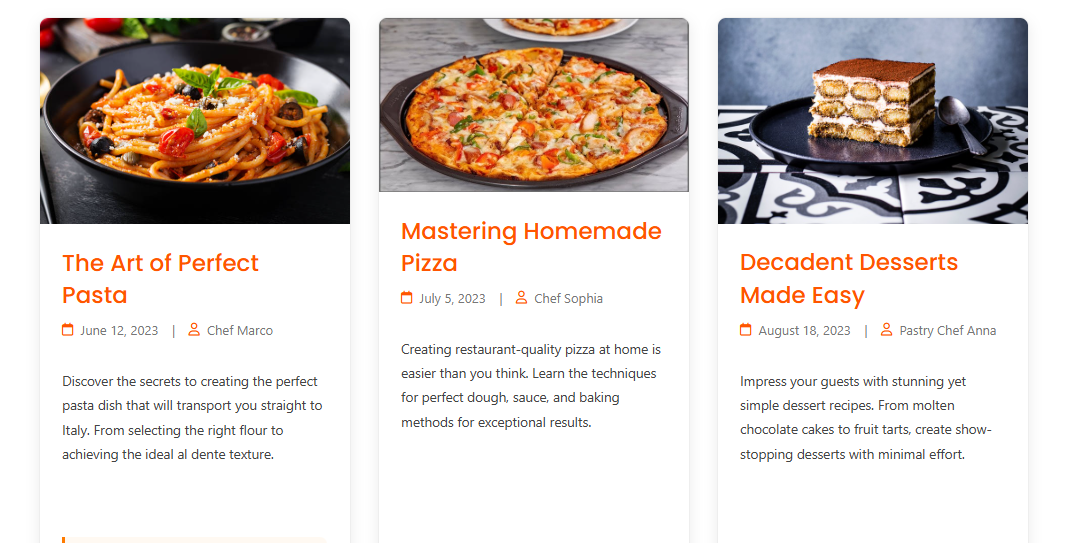 The Art of Perfect
Pasta
June 12, 2023 | Chef Marco
Discover the secrets to creating the perfect
pasta dish that will transport you straight to
Italy. From selecting the right flour to
achieving the ideal al dente texture.
Mastering Homemade
Pizza
July 5, 2023 | Chef Sophia
Creating restaurant-quality pizza at home is
easier than you think. Learn the techniques
for perfect dough, sauce, and baking
methods for exceptional results.
Decadent Desserts
Made Easy
August 18, 2023 | Pastry Chef Anna
Impress your guests with stunning yet
simple dessert recipes. From molten
chocolate cakes to fruit tarts, create show-
stopping desserts with minimal effort.